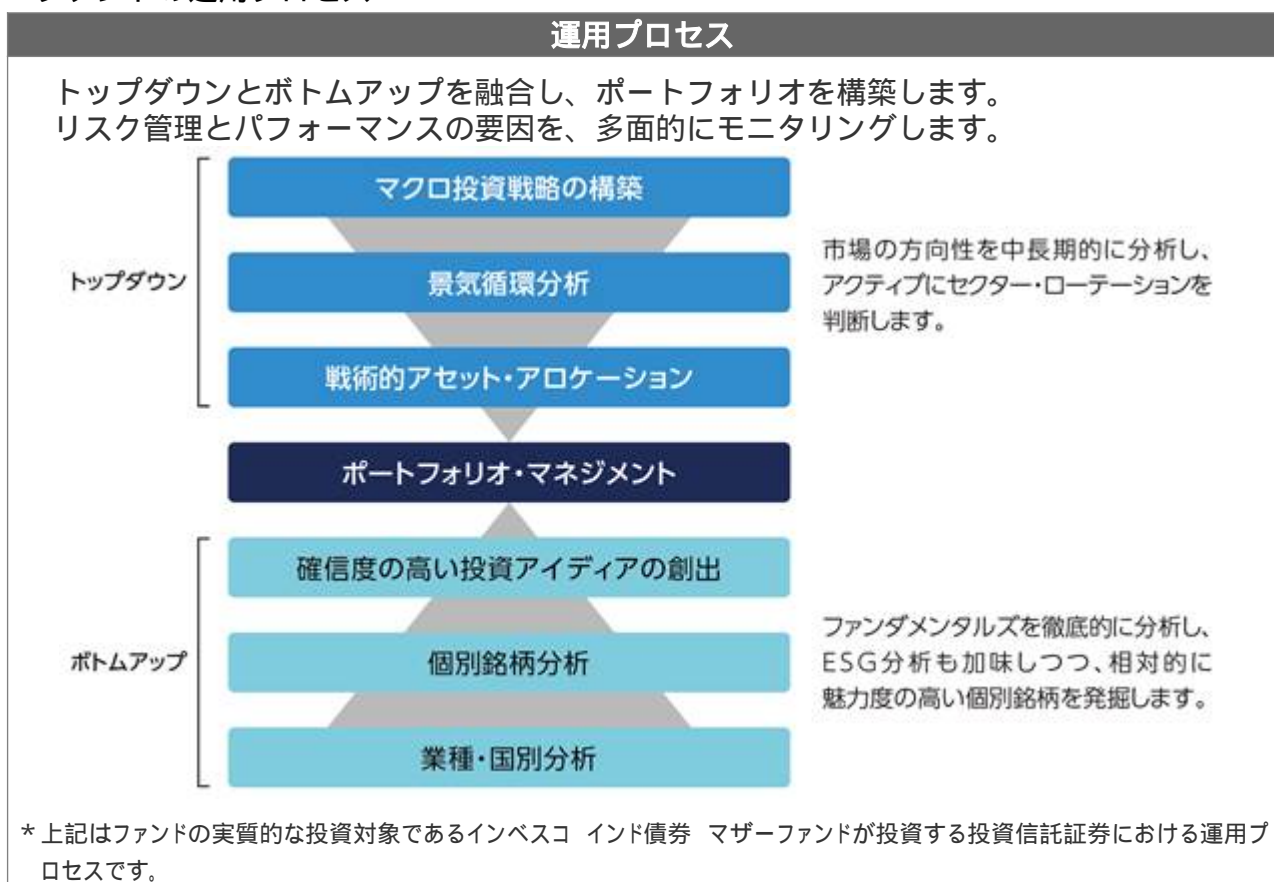 運用プロセス
トップダウンとボトムアップを融合し、ポートフォリオを構築します。
リスク管理とパフォーマンスの要因を、多面的にモニタリングします。
トップダウン
マクロ投資戦略の構築
景気循環分析
戦術的アセット・アロケーション
市場の方向性を中長期的に分析し、
アクティブにセクター・ローテーションを
判断します。
ポートフォリオ・マネジメント
ボトムアップ
確信度の高い投資アイディアの創出
個別銘柄分析
業種・国別分析
ファンダメンタルズを徹底的に分析し、
ESG分析も加味しつつ、相対的に
魅力度の高い個別銘柄を発掘します。
*上記はファンドの実質的な投資対象であるインベスコ インド債券 マザーファンドが投資する投資信託証券における運用プ
ロセスです。